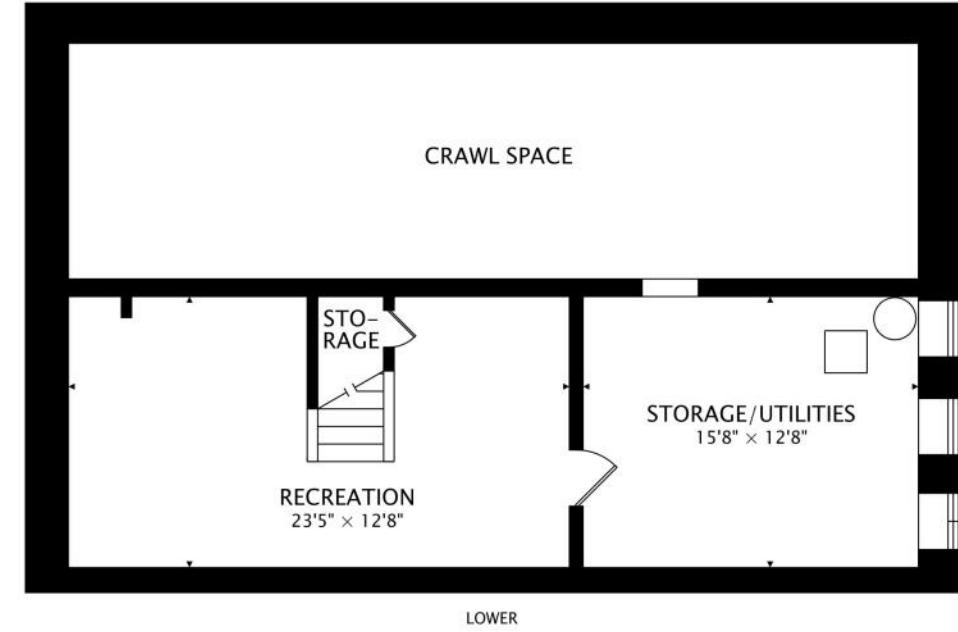 CRAWL SPACE
STO-
RAGE
STORAGE/UTILITIES
15'8" × 12'8"
RECREATION
23'5" × 12'8"
LOWER